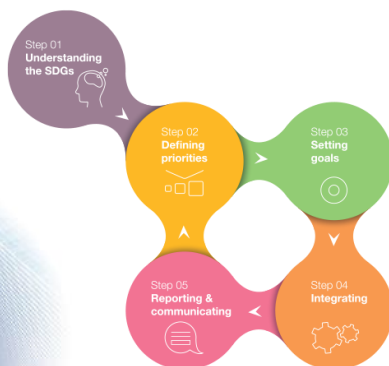 Step 01
Understanding
the SDGs
Step 02
Defining
priorities
Step 03
Setting
goals
Step 04
Integrating
Step 05
Reporting &
communicating